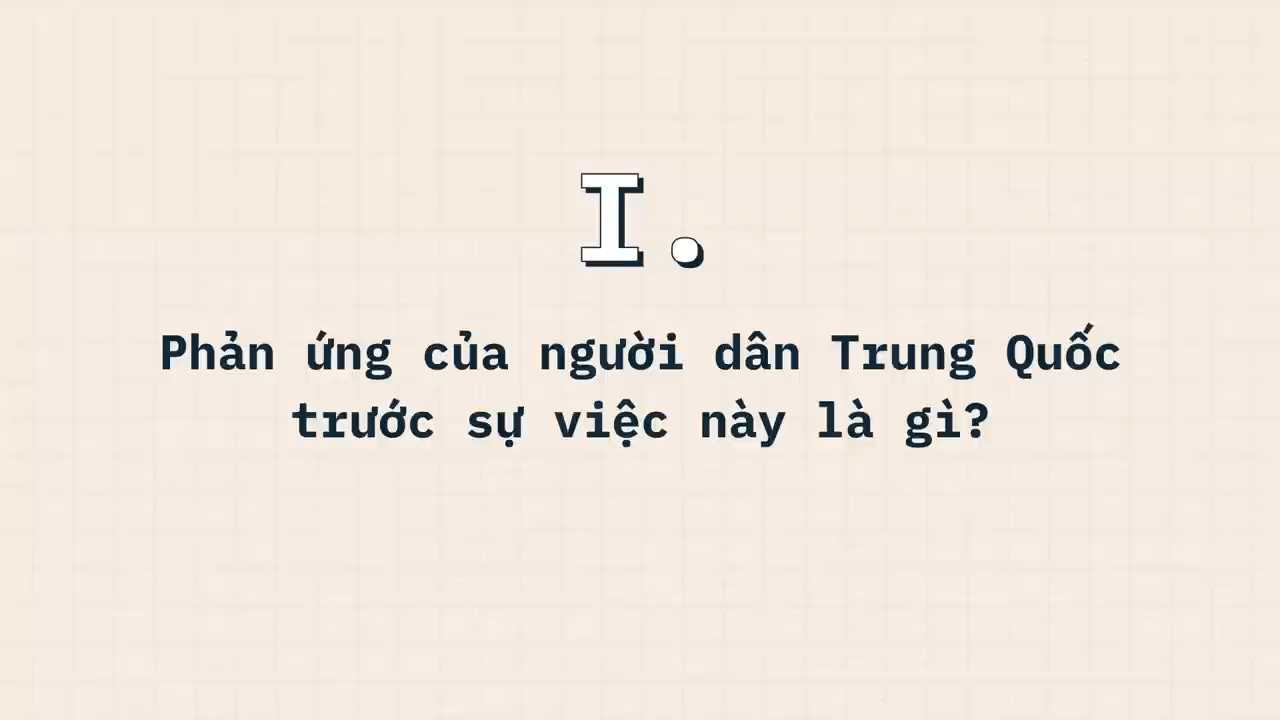 I.
Phản ứng của người dân Trung Quốc
trước sự việc này là gì?